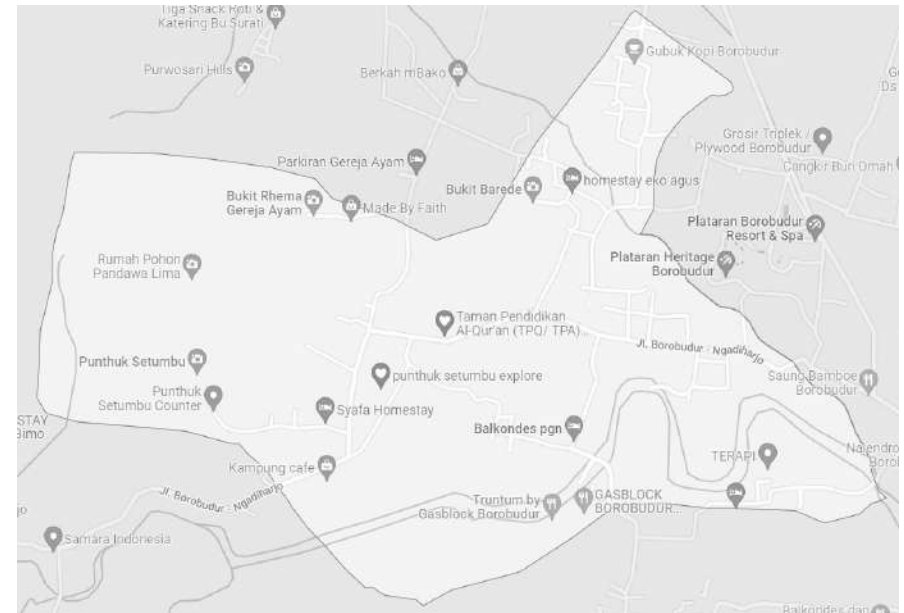 Tiga Snack Roti &
Katering Bu Surati
Purwosari Hills
Berkah mBako
Gubuk Kopi Borobudur
Grosir Triplek /
Plywood Borobudur
Cangkir Bun Omah
Parkiran Gereja Ayam
Bukit Rhema
Gereja Ayam
Made By Faith
Bukit Barede
homestay eko agus
Plataran Borobudur
Resort & Spa
Plataran Heritage
Borobudur
Rumah Pohon
Pandawa Lima
Taman Pendidikan
Al-Qur'an (TPQ/ TPA)...
Jl. Borobudur - Ngadiharjo
Punthuk Setumbu
Punthuk
Setumbu Counter
punthuk setumbu explore
Saung Bamboe
Borobudur
Syafa Homestay
STAY
Bimo
Balkondes pgn
Kampung cafe
TERAPI
Jl. Borobudur - Ngadiharjo
Truntum by
Gasblock Borobudur
GASBLOCK
BOROBUDUR...
Samara Indonesia